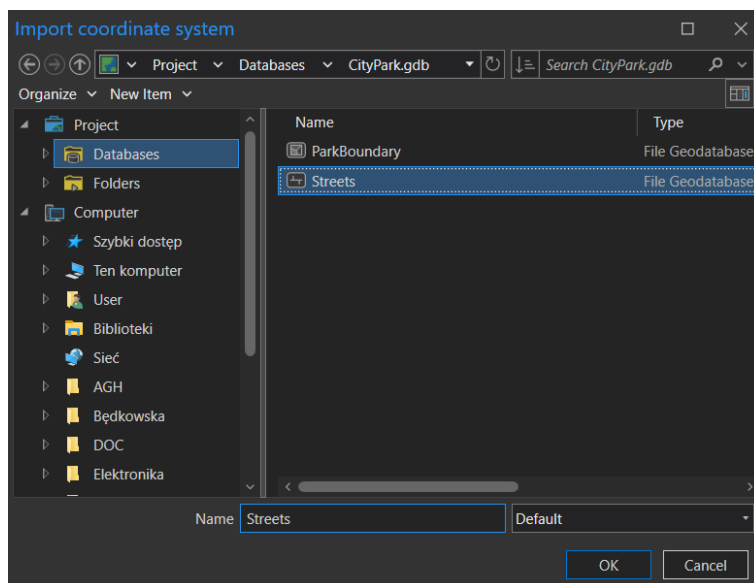 Import coordinate system
Project Databases CityPark.gdb Search CityPark.gdb
Organize New Item
Project
Databases
Folders
Computer
Szybki dostęp
Ten komputer
User
Biblioteki
Sieć
AGH
Będkowska
DOC
Elektronika
Name Type
ParkBoundary File Geodatabase
Streets File Geodatabase
Name Streets Default
OK Cancel